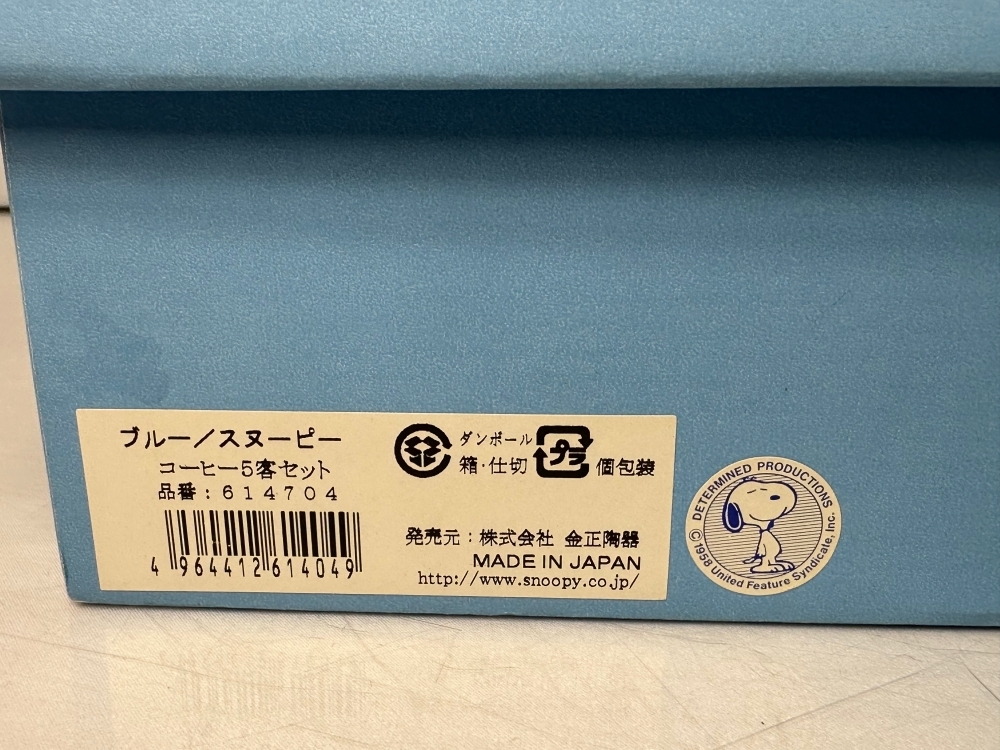 ブルー/スヌーピー
コーヒー5客セット
品番:614704
4 964412 614049
ダンボール
箱・仕切
プラ
個包装
発売元:株式会社 金正陶器
MADE IN JAPAN
http://www.snoopy.co.jp/
DETERMINED PRODUCTIONS
© 1958 United Feature Syndicate, Inc.